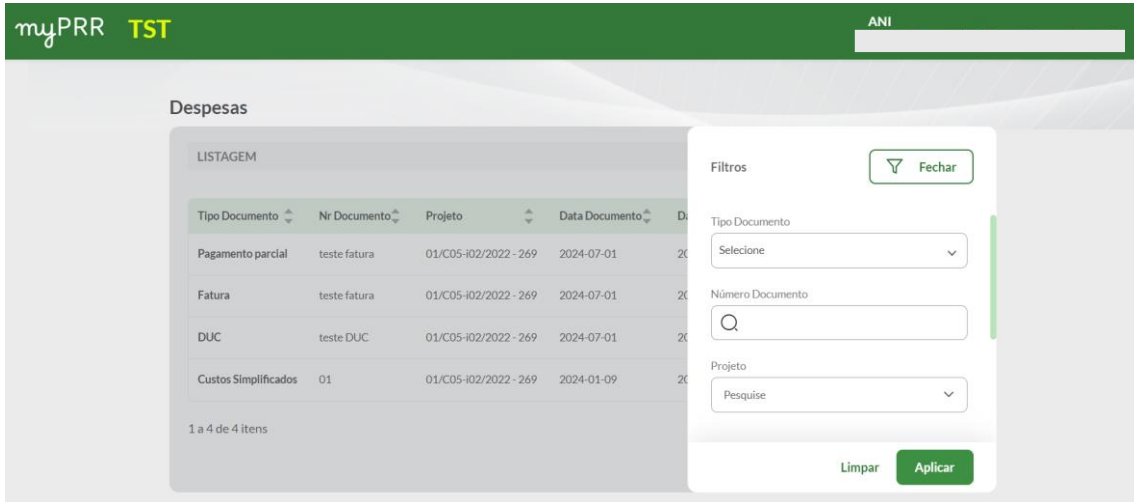 myPRR TST
ANI
Despesas
LISTAGEM
Filtros
Fechar
Tipo Documento Nr Documento Projeto Data Documento
Pagamento parcial teste fatura 01/C05-i02/2022 - 269 2024-07-01
Fatura teste fatura 01/C05-i02/2022 - 269 2024-07-01
DUC teste DUC 01/C05-i02/2022 - 269 2024-07-01
Custos Simplificados 01 01/C05-i02/2022 - 269 2024-01-09
1 a 4 de 4 itens
Tipo Documento
Selecione
Número Documento
Projeto
Pesquise
Limpar Aplicar